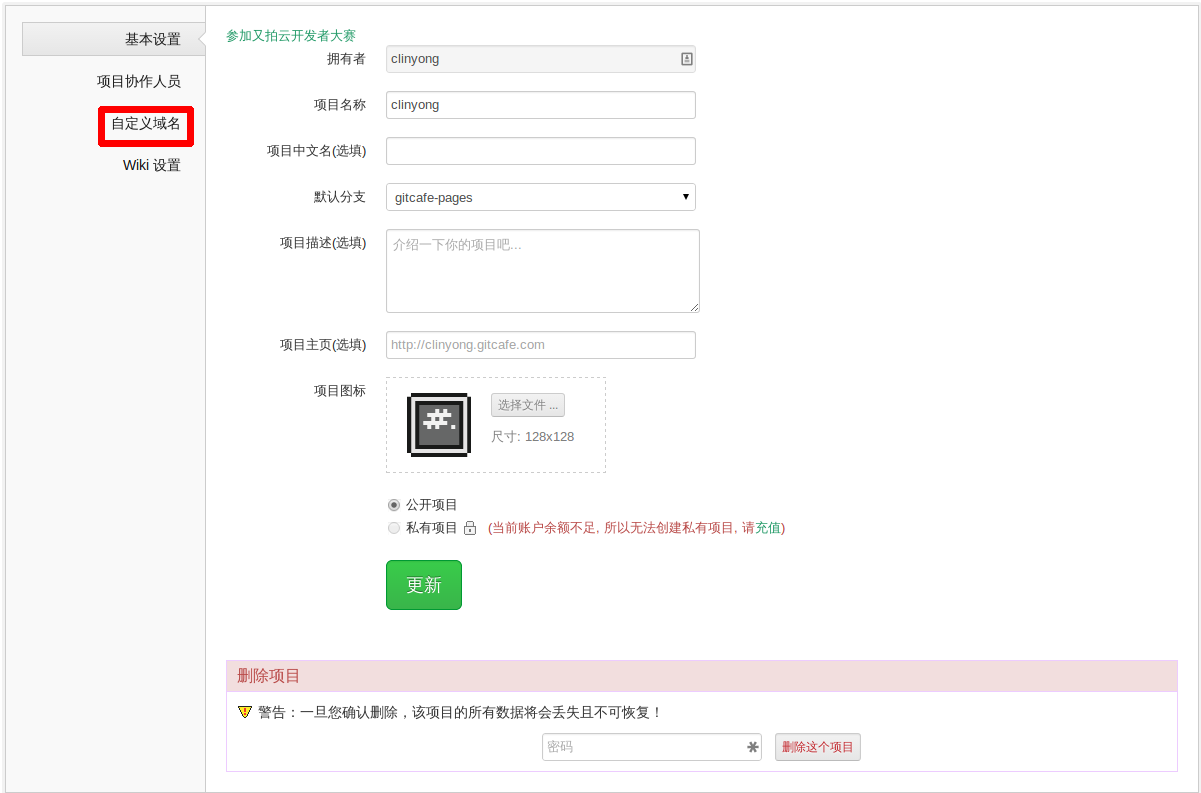 基本设置
项目协作人员
自定义域名
Wiki 设置
参加又拍云开发者大赛
拥有者 clinyong
项目名称 clinyong
项目中文名(选填)
默认分支 gitcafe-pages
项目描述(选填) 介绍一下你的项目吧...
项目主页(选填) http://clinyong.gitcafe.com
项目图标 选择文件 ...
尺寸: 128x128
公开项目
私有项目 (当前账户余额不足, 所以无法创建私有项目, 请充值)
更新
删除项目
警告：一旦您确认删除，该项目的所有数据将会丢失且不可恢复！
密码 删除这个项目